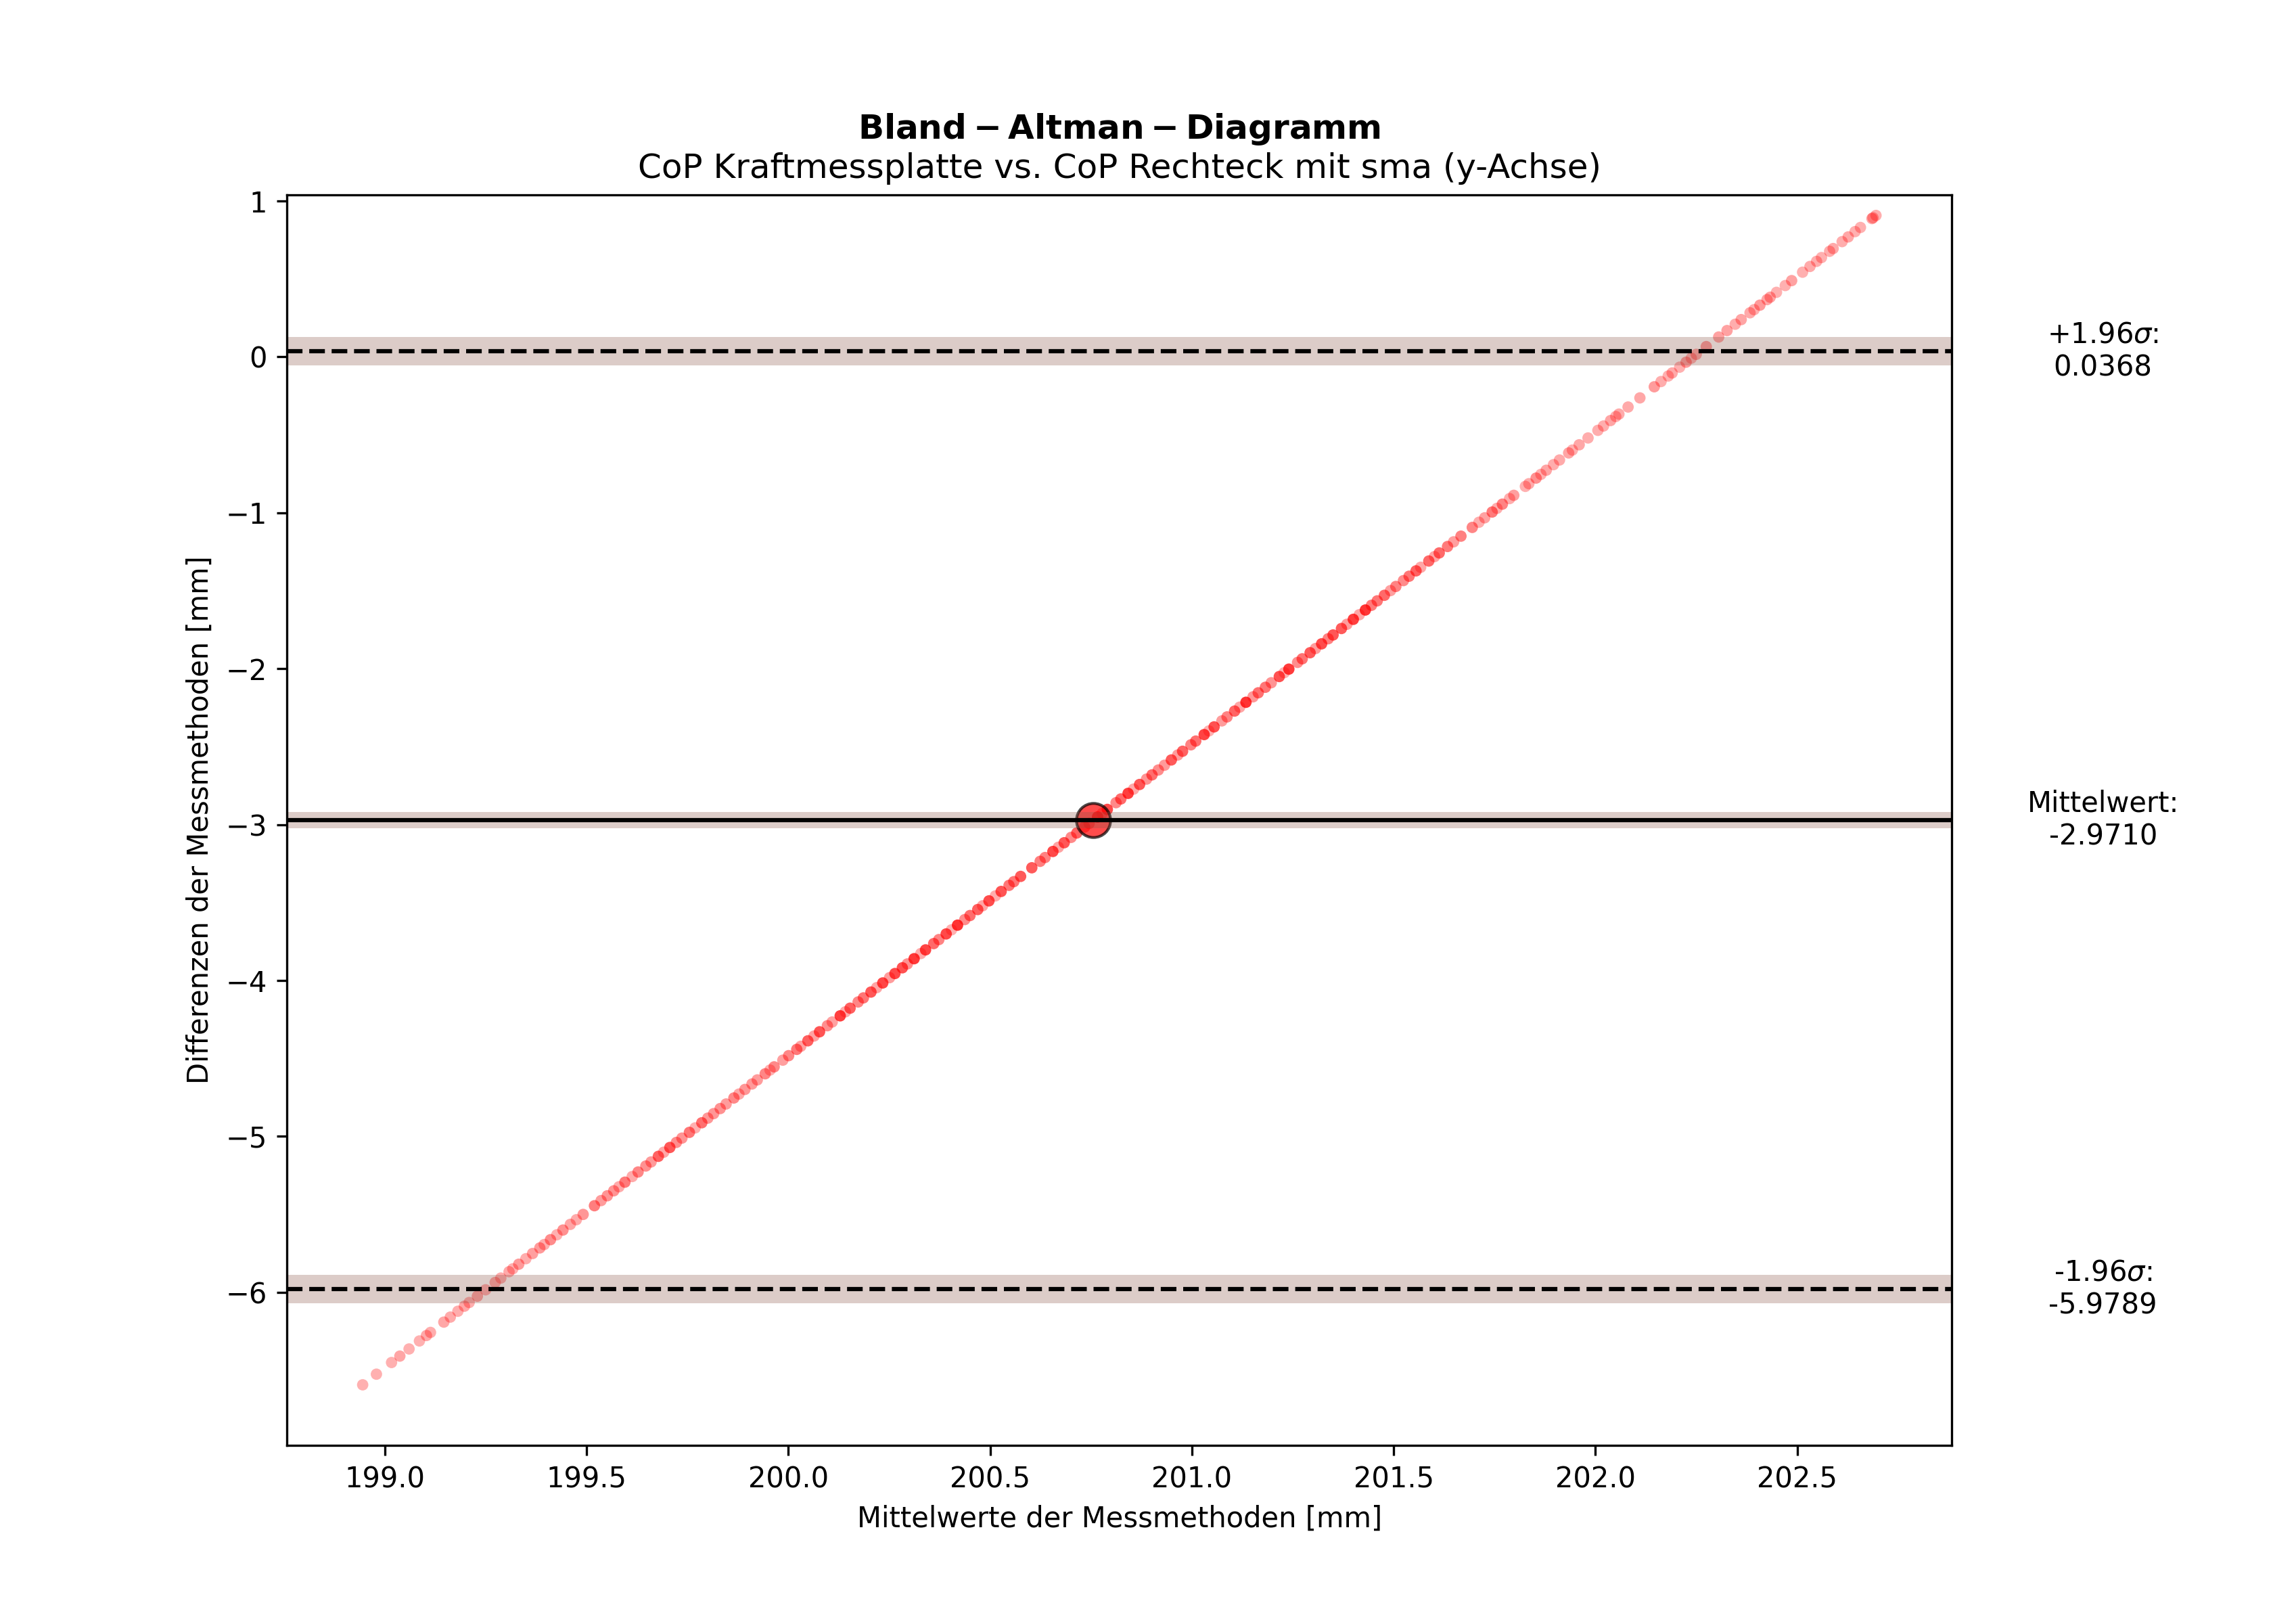 Bland − Altman − Diagramm
CoP Kraftmessplatte vs. CoP Rechteck mit sma (y-Achse)
Differenzen der Messmethoden [mm]
1
0
−1
−2
−3
−4
−5
−6
+1.96σ:
0.0368
Mittelwert:
-2.9710
-1.96σ:
-5.9789
199.0 199.5 200.0 200.5 201.0 201.5 202.0 202.5
Mittelwerte der Messmethoden [mm]